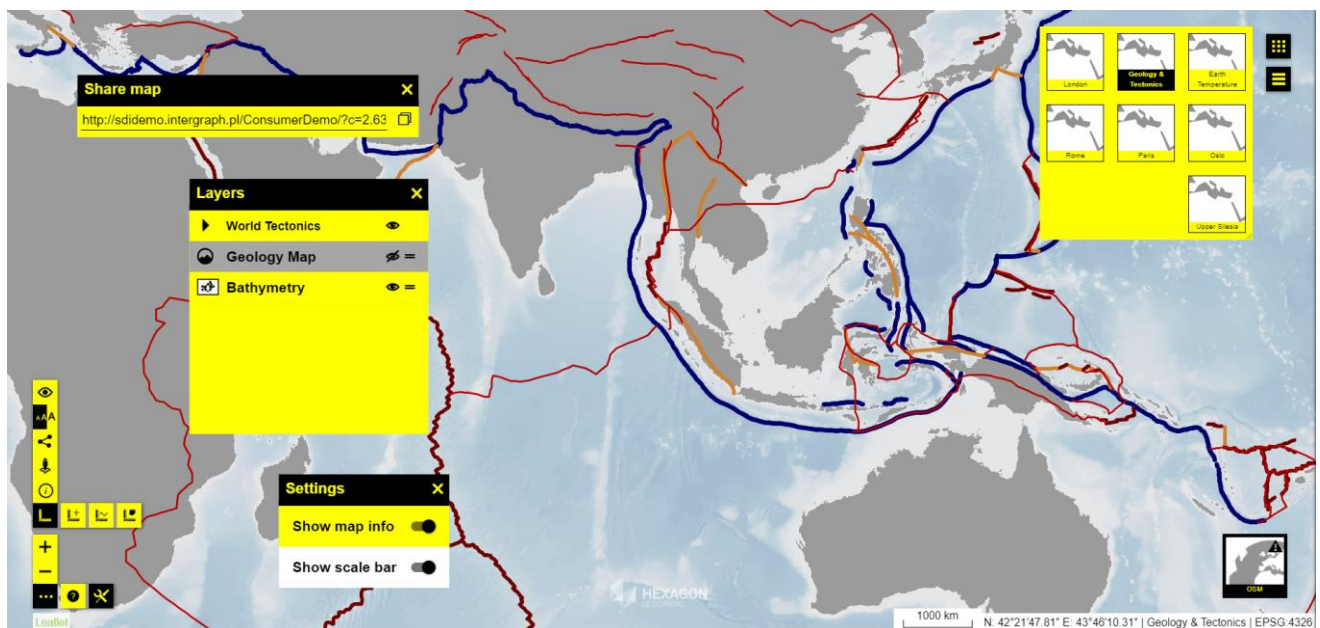 Share map
http://sdidemo.intergraph.pl/ConsumerDemo/?c=2.63
Layers
World Tectonics
Geology Map
Bathymetry
London
Geology &
Tectonics
Earth
Temperature
Rome
Paris
Oslo
Upper Silesia
AAA
Settings
Show map info
Show scale bar
HEXAGON
GEOSPATIAL
OSM
Leaflet
1000 km
N: 42°21'47.81" E: 43°46'10.31" | Geology & Tectonics | EPSG:4326